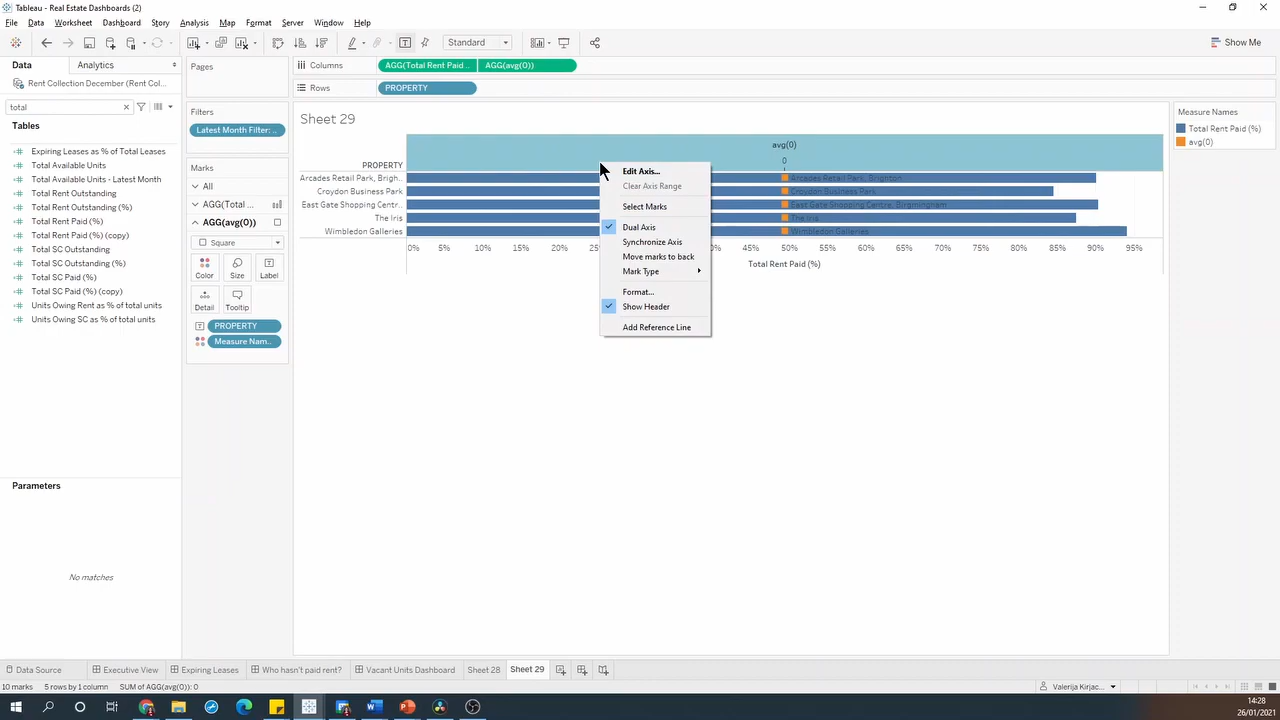 Tableau - Real Estate Dashboards (2)
File Data Worksheet Dashboard Story Analysis Map Format Server Window Help
Standard
Show Me
Data Analytics
Rent Collection December (Rent Col...
total
Tables
Expiring Leases as % of Total Leases
Total Available Units
Total Available Units - Latest Month
Total Rent Outstanding
Total Rent Outstanding (%)
Total Rent Paid (%)
Total Rent Paid (%) (copy)
Total SC Outstanding
Total SC Outstanding (%)
Total SC Paid (%)
Total SC Paid (%) (copy)
Units Owing Rent as % of total units
Units Owing SC as % of total units
Parameters
No matches
Pages
Filters
Latest Month Filter: ..
Marks
All
AGG(Total ...
AGG(avg(0))
Square
Color Size Label
Detail Tooltip
PROPERTY
Measure Nam..
Columns AGG(Total Rent Paid... AGG(avg(0))
Rows PROPERTY
Sheet 29
avg(0)
0
PROPERTY
Arcades Retail Park, Brigh.. Arcades Retail Park, Brighton
Croydon Business Park Croydon Business Park
East Gate Shopping Centr.. East Gate Shopping Centre, Birgmingham
The Iris The Iris
Wimbledon Galleries Wimbledon Galleries
0% 5% 10% 15% 20% 40% 45% 50% 55% 60% 65% 70% 75% 80% 85% 90% 95%
Total Rent Paid (%)
Edit Axis...
Clear Axis Range
Select Marks
Dual Axis
Synchronize Axis
Move marks to back
Mark Type
Format...
Show Header
Add Reference Line
Measure Names
Total Rent Paid (%)
avg(0)
Data Source Executive View Expiring Leases Who hasn't paid rent? Vacant Units Dashboard Sheet 28 Sheet 29
10 marks 5 rows by 1 column SUM of AGG(avg(0)): 0
Valerija Kirjac...
14:28
26/01/2021